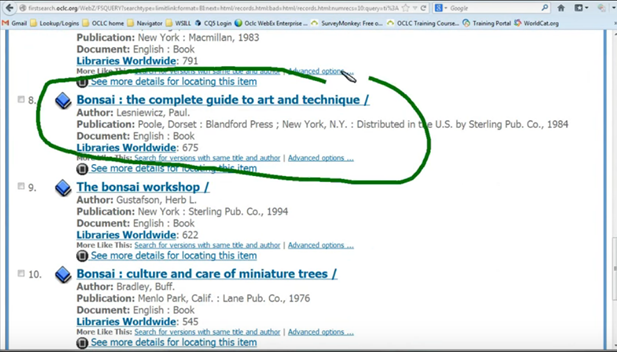 firstsearch.oclc.org/WebZ/FSQUERY?searchtype=limitlink:format=BI:next=html/records.html:bad=html/records.html:numrecs=10:query=ti%3A
Google
Gmail Lookup/Logins OCLC home Navigator WSILL CQ5 Login Oclc WebEx Enterprise ... SurveyMonkey: Free o... OCLC Training Course... Training Portal WorldCat.org
Publication: New York : Macmillan, 1983
Document: English : Book
Libraries Worldwide: 791
More Like This: Search for versions with same title and author | Advanced options ...
See more details for locating this item
8. Bonsai : the complete guide to art and technique /
Author: Lesniewicz, Paul.
Publication: Poole, Dorset : Blandford Press ; New York, N.Y. : Distributed in the U.S. by Sterling Pub. Co., 1984
Document: English : Book
Libraries Worldwide: 675
More Like This: Search for versions with same title and author | Advanced options ...
See more details for locating this item
9. The bonsai workshop /
Author: Gustafson, Herb L.
Publication: New York : Sterling Pub. Co., 1994
Document: English : Book
Libraries Worldwide: 622
More Like This: Search for versions with same title and author | Advanced options ...
See more details for locating this item
10. Bonsai : culture and care of miniature trees /
Author: Bradley, Buff.
Publication: Menlo Park, Calif. : Lane Pub. Co., 1976
Document: English : Book
Libraries Worldwide: 545
More Like This: Search for versions with same title and author | Advanced options ...
See more details for locating this item